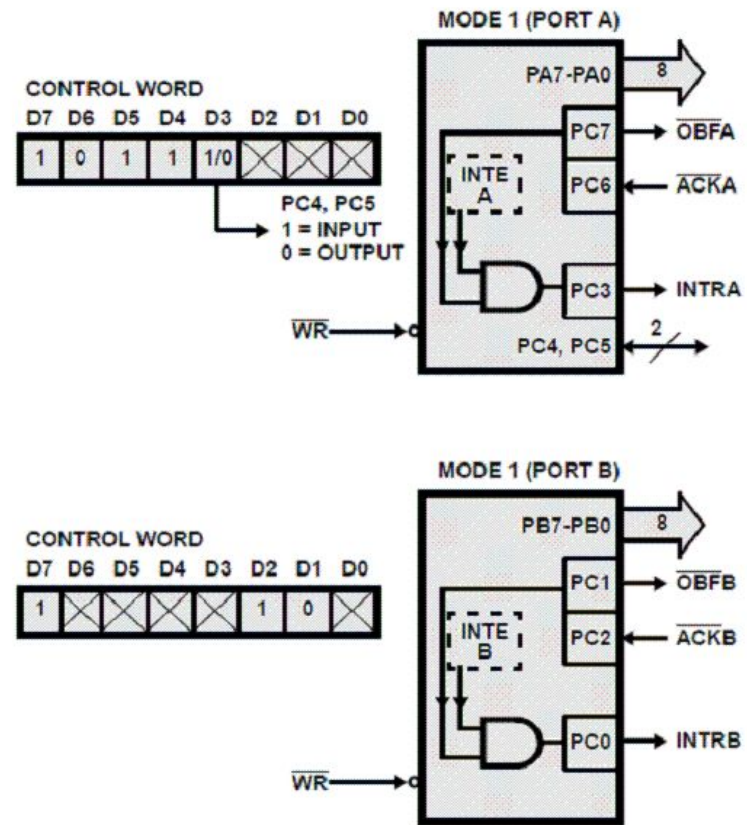 MODE 1 (PORT A)
CONTROL WORD
D7 D6 D5 D4 D3 D2 D1 D0
1 0 1 1 1/0
PC4, PC5
1 = INPUT
0 = OUTPUT
WR
PA7-PA0
8
PC7
OBFA
INTE
A
PC6
ACKA
PC3
INTRA
PC4, PC5
2
MODE 1 (PORT B)
CONTROL WORD
D7 D6 D5 D4 D3 D2 D1 D0
1 1 0
WR
PB7-PB0
8
PC1
OBFB
INTE
B
PC2
ACKB
PC0
INTRB